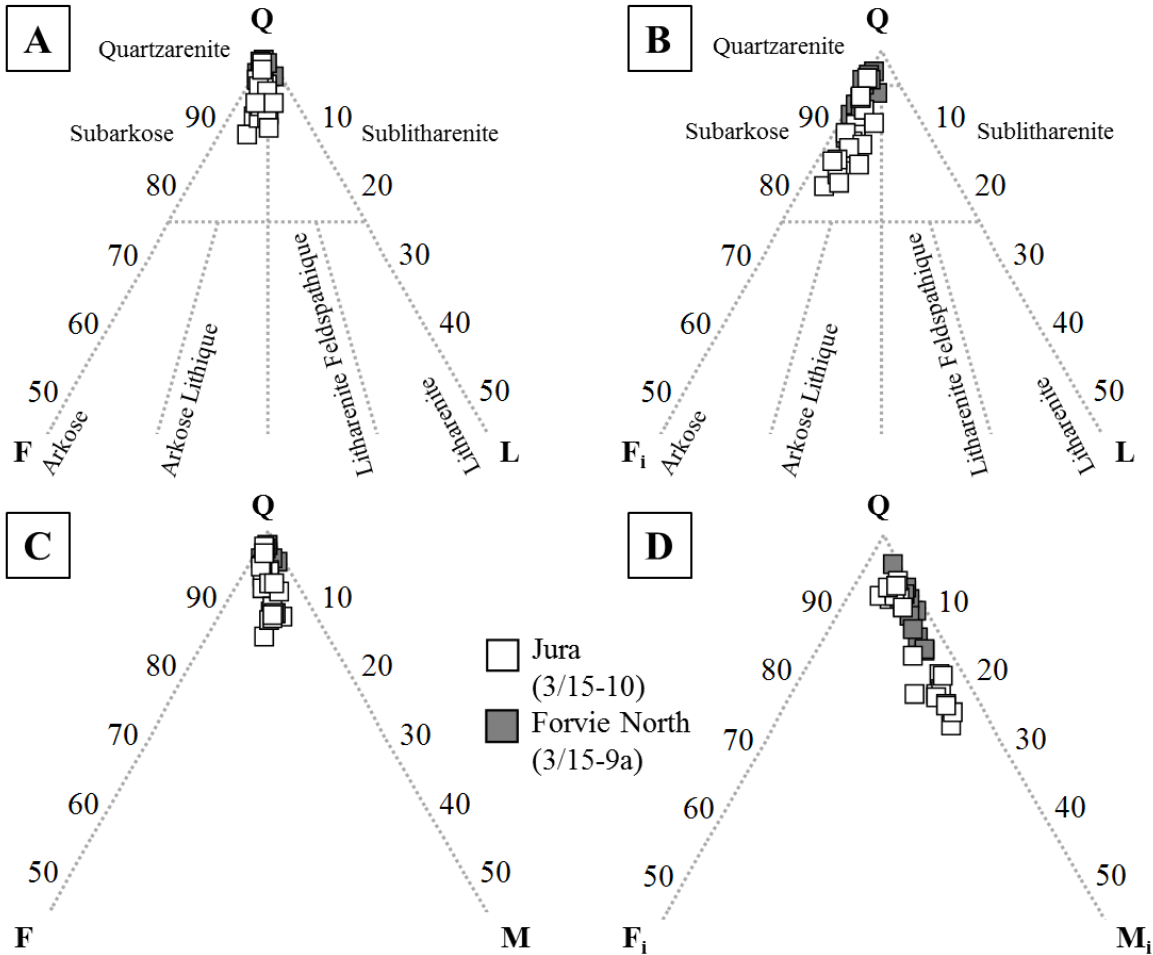 A
Q
Quartzarenite
90
10
Subarkose
Sublitharenite
80
20
70
30
60
40
50
50
F
L
Arkose
Arkose Lithique
Litharenite Feldspathique
Litharenite
B
Q
Quartzarenite
90
10
Subarkose
Sublitharenite
80
20
70
30
60
40
50
50
Fi
L
Arkose
Arkose Lithique
Litharenite Feldspathique
Litharenite
C
Q
90
10
80
20
70
30
60
40
50
50
F
M
Jura
(3/15-10)
Forvie North
(3/15-9a)
D
Q
90
10
80
20
70
30
60
40
50
50
Fi
Mi